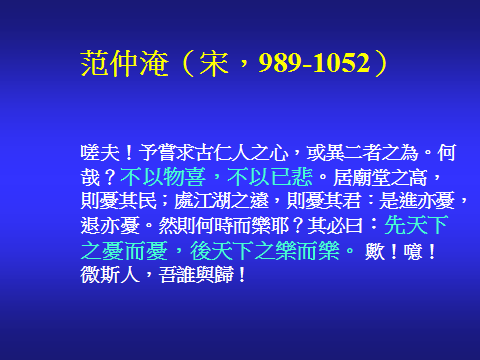 范仲淹（宋，989-1052）
嗟夫！予嘗求古仁人之心，或異二者之為。何
哉？不以物喜，不以已悲。居廟堂之高，
則憂其民；處江湖之遠，則憂其君：是進亦憂，
退亦憂。然則何時而樂耶？其必曰：先天下
之憂而憂，後天下之樂而樂。歟！噫！
微斯人，吾誰與歸！